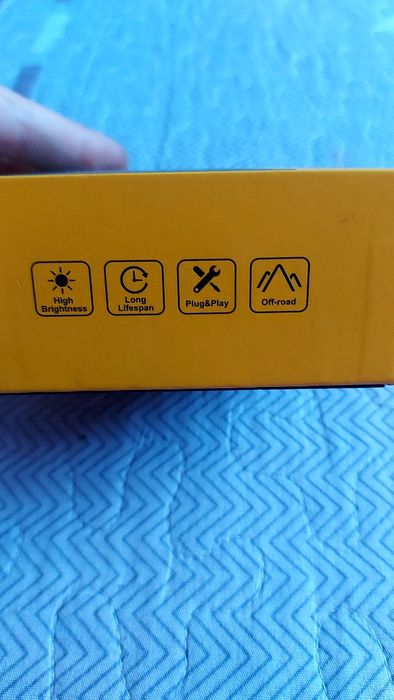 High
Brightness
Long
Lifespan
Plug&Play
Off-road